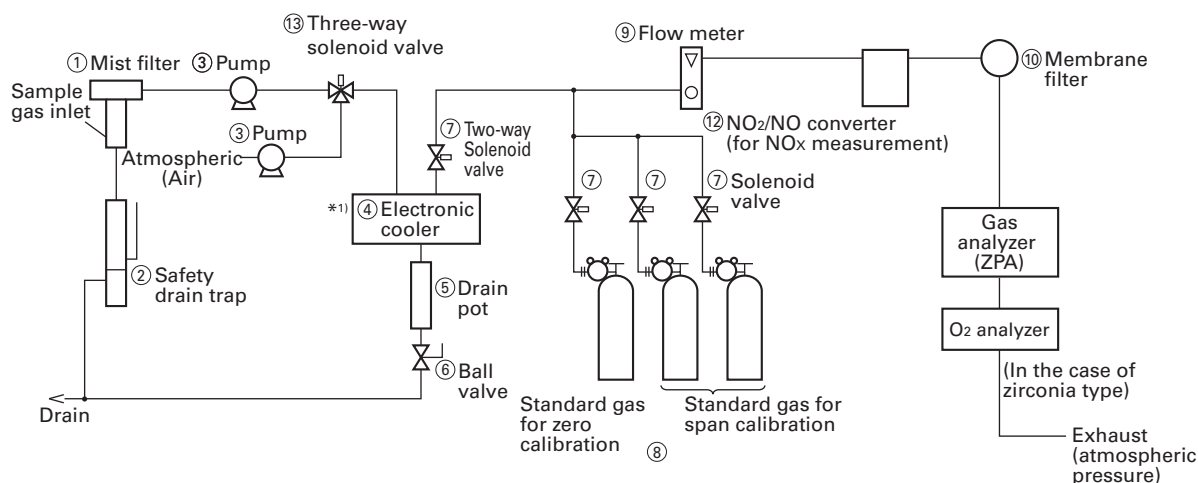 ⑬ Three-way
solenoid valve
① Mist filter
③ Pump
Sample
gas inlet
③ Pump
Atmospheric
(Air)
⑦ Two-way
Solenoid
valve
*1)
④ Electronic
cooler
② Safety
drain trap
⑤ Drain
pot
⑥ Ball
valve
Drain
⑨ Flow meter
⑩ Membrane
filter
⑫ NO2/NO converter
(for NOx measurement)
⑦
⑦
⑦ Solenoid
valve
Standard gas
for zero
calibration
Standard gas for
span calibration
⑧
Gas
analyzer
(ZPA)
O2 analyzer
(In the case of
zirconia type)
Exhaust
(atmospheric
pressure)